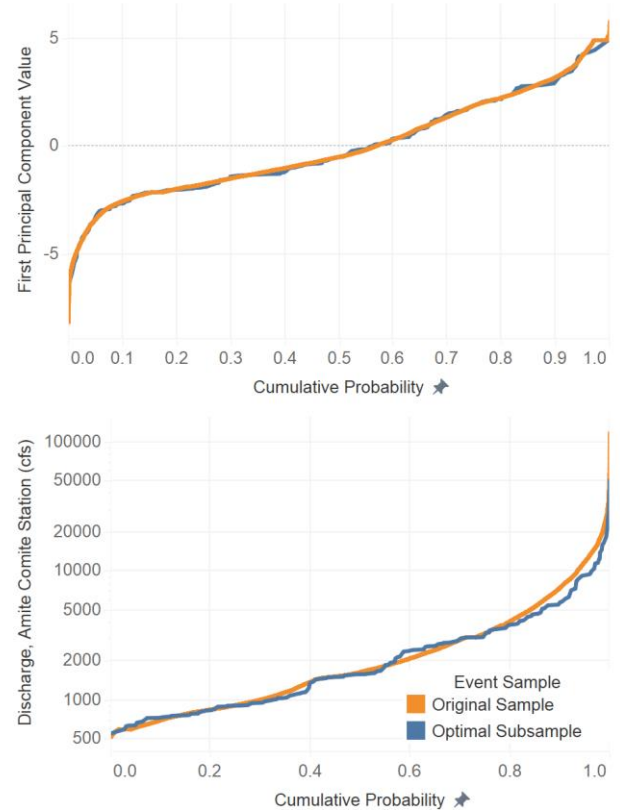 First Principal Component Value
5
0
-5
0.0 0.1 0.2 0.3 0.4 0.5 0.6 0.7 0.8 0.9 1.0
Cumulative Probability
Discharge, Amite Comite Station (cfs)
100000
50000
20000
10000
5000
2000
1000
500
Event Sample
Original Sample
Optimal Subsample
0.0 0.2 0.4 0.6 0.8 1.0
Cumulative Probability